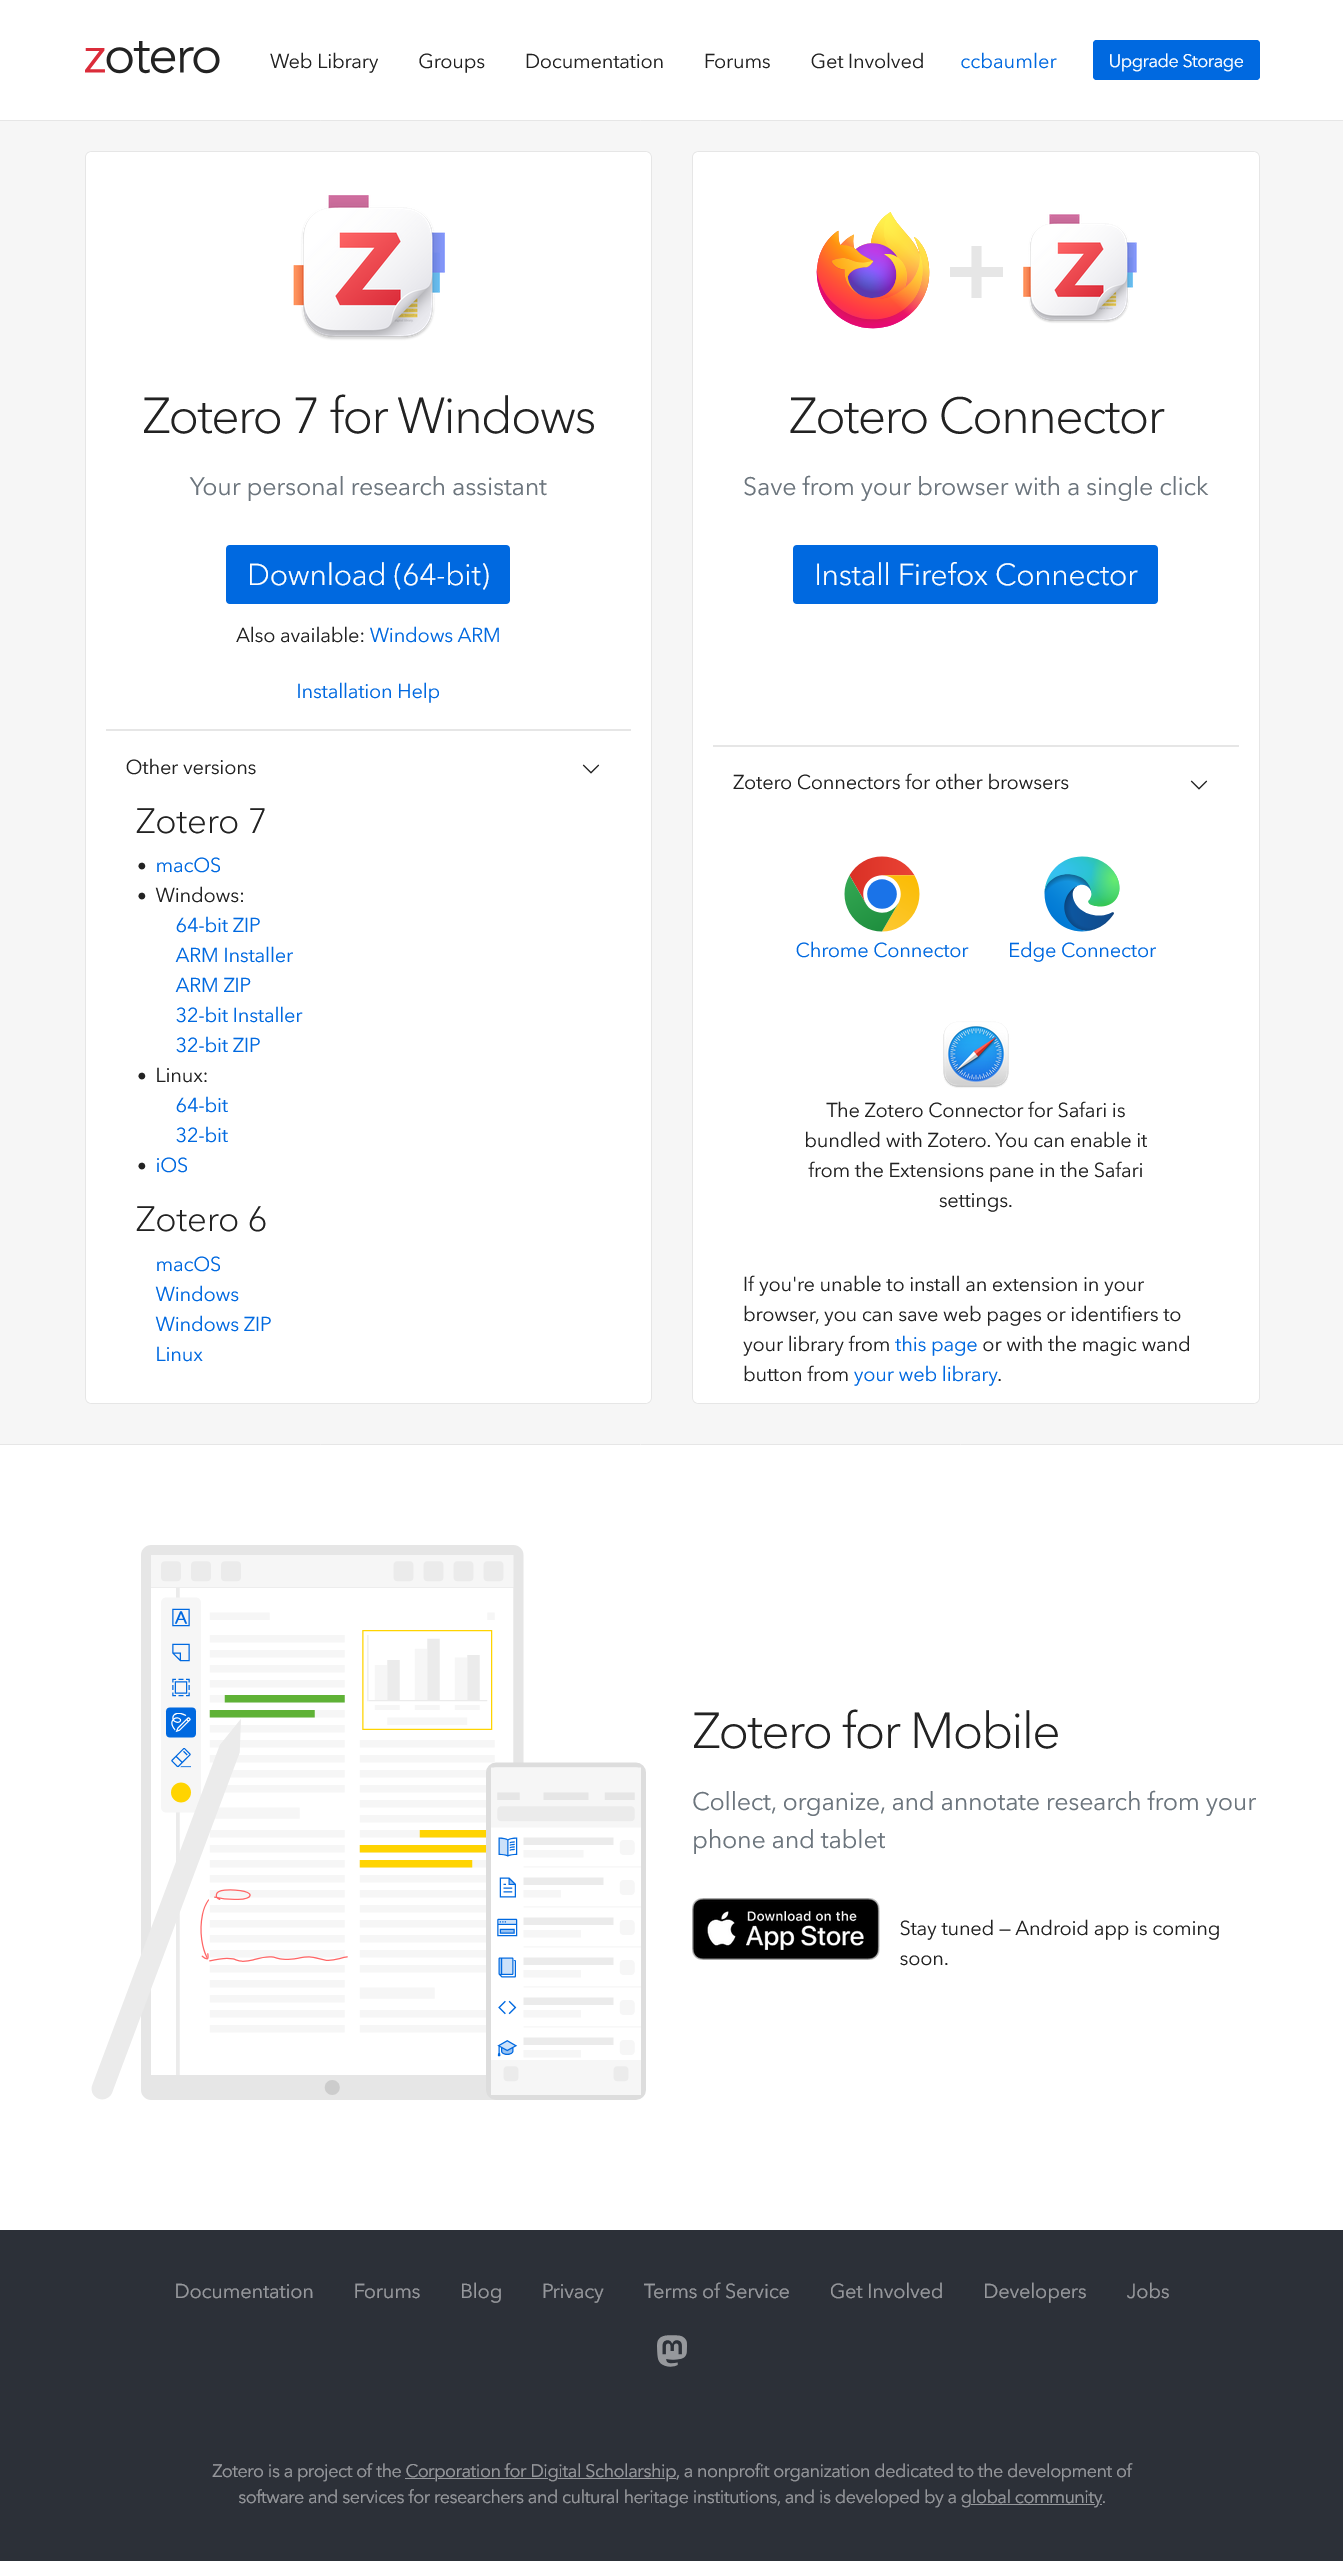 zotero
Web Library
Groups
Documentation
Forums
Get Involved
ccbaumler
Upgrade Storage
Zotero 7 for Windows
Your personal research assistant
Download (64-bit)
Also available: Windows ARM
Installation Help
Other versions
Zotero 7
• macOS
• Windows:
64-bit ZIP
ARM Installer
ARM ZIP
32-bit Installer
32-bit ZIP
• Linux:
64-bit
32-bit
• iOS
Zotero 6
macOS
Windows
Windows ZIP
Linux
Zotero Connector
Save from your browser with a single click
Install Firefox Connector
Zotero Connectors for other browsers
Chrome Connector
Edge Connector
The Zotero Connector for Safari is
bundled with Zotero. You can enable it
from the Extensions pane in the Safari
settings.
If you're unable to install an extension in your
browser, you can save web pages or identifiers to
your library from this page or with the magic wand
button from your web library.
Zotero for Mobile
Collect, organize, and annotate research from your
phone and tablet
Download on the
App Store
Stay tuned – Android app is coming
soon.
Documentation
Forums
Blog
Privacy
Terms of Service
Get Involved
Developers
Jobs
Zotero is a project of the Corporation for Digital Scholarship, a nonprofit organization dedicated to the development of
software and services for researchers and cultural heritage institutions, and is developed by a global community.